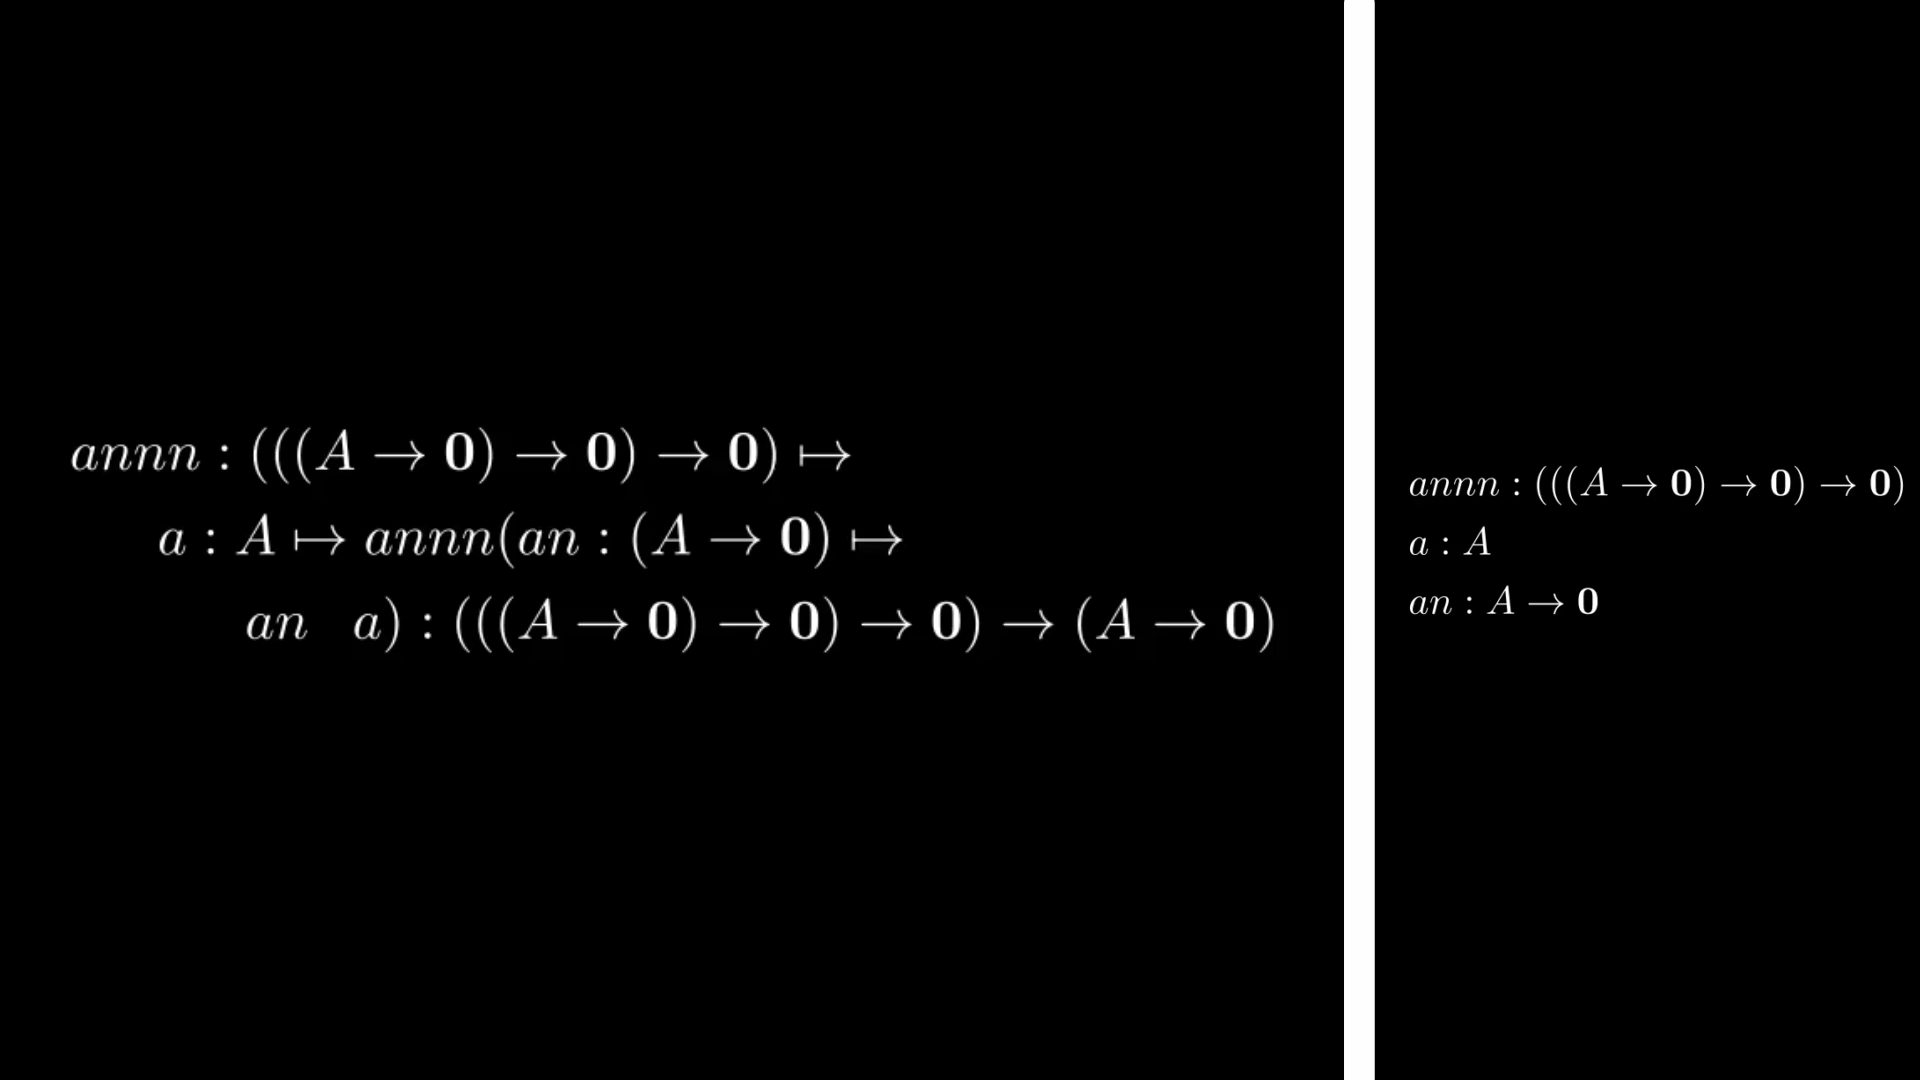 annn : (((A → 0) → 0) → 0) ↦
a : A ↦ annn(an : (A → 0) ↦
an a) : (((A → 0) → 0) → 0) → (A → 0)
annn : (((A → 0) → 0) → 0)
a : A
an : A → 0